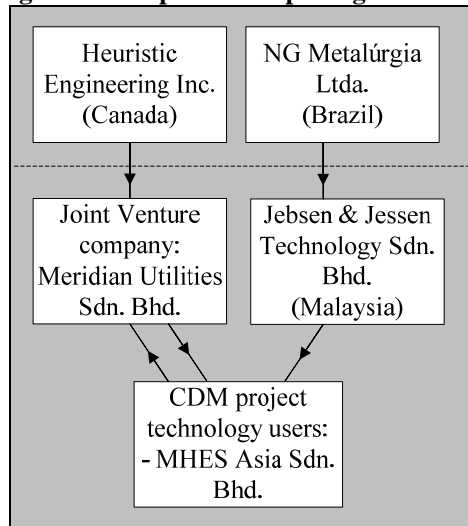 Heuristic
Engineering Inc.
(Canada)
NG Metalúrgia
Ltda.
(Brazil)
Joint Venture
company:
Meridian Utilities
Sdn. Bhd.
Jebsen & Jessen
Technology Sdn.
Bhd.
(Malaysia)
CDM project
technology users:
- MHES Asia Sdn.
Bhd.